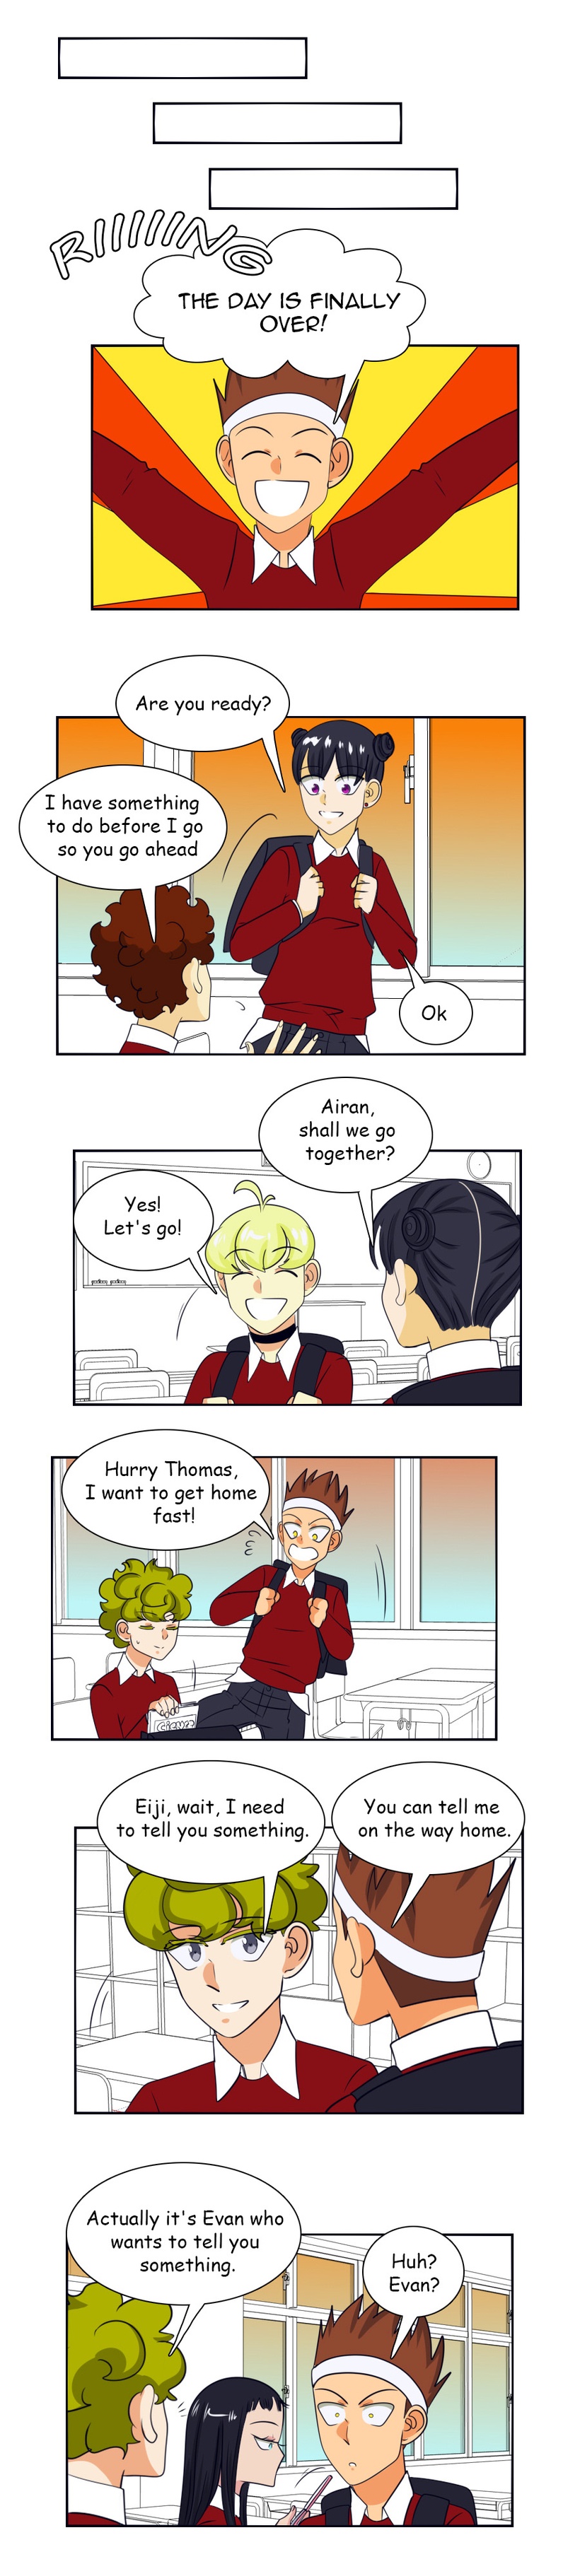 RIIIIIING
THE DAY IS FINALLY
OVER!
Are you ready?
I have something
to do before I go
so you go ahead
Ok
Airan,
shall we go
together?
Yes!
Let's go!
Hurry Thomas,
I want to get home
fast!
Eiji, wait, I need
to tell you something.
You can tell me
on the way home.
Actually it's Evan who
wants to tell you
something.
Huh?
Evan?